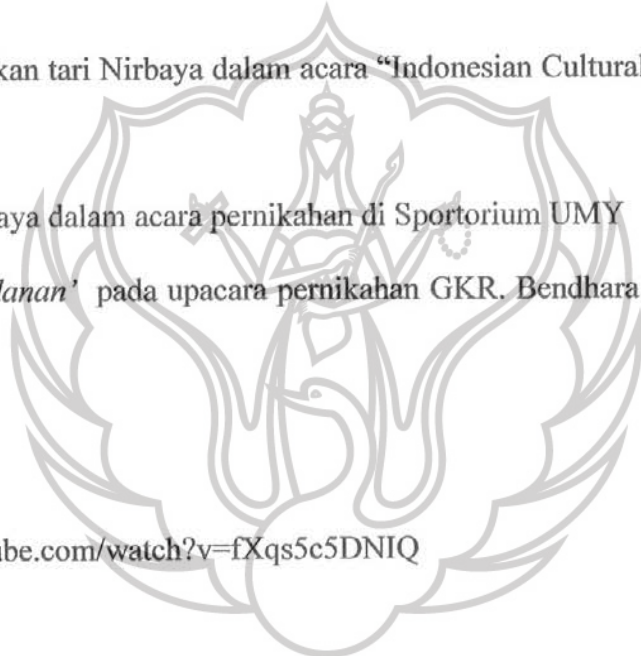 kan tari Nirbaya dalam acara “Indonesian Cultural
aya dalam acara pernikahan di Sportorium UMY
lanan’ pada upacara pernikahan GKR. Bendhara
ube.com/watch?v=fXqs5c5DNIQ